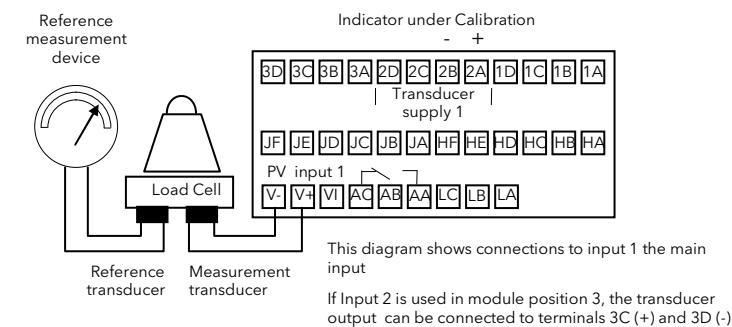 Reference
measurement
device
Indicator under Calibration
- +
3D 3C 3B 3A 2D 2C 2B 2A 1D 1C 1B 1A
Transducer
supply 1
JF JE JD JC JB JA HF HE HD HC HB HA
PV input 1
V- V+ VI AC AB AA LC LB LA
Load Cell
Reference
transducer
Measurement
transducer
This diagram shows connections to input 1 the main
input
If Input 2 is used in module position 3, the transducer
output can be connected to terminals 3C (+) and 3D (-)